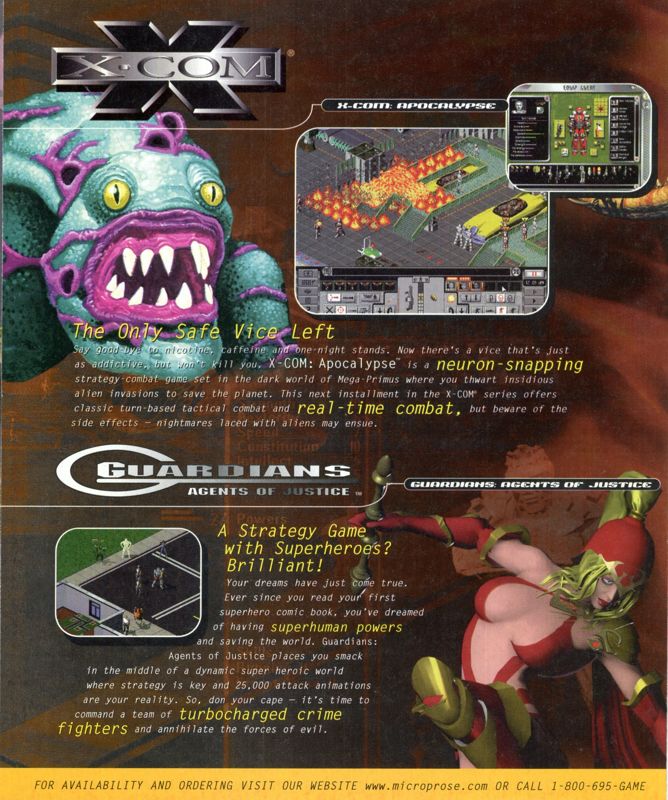 X-COM®
X-COM: APOCALYPSE
EQUIP AGENT
The Only Safe Vice Left
Say good-bye to nicotine, caffeine and one-night stands. Now there's a vice that's just
as addictive, but won't kill you. X-COM: Apocalypse™ is a neuron-snapping
strategy-combat game set in the dark world of Mega-Primus where you thwart insidious
alien invasions to save the planet. This next installment in the X-COM® series offers
classic turn-based tactical combat and real-time combat, but beware of the
side effects – nightmares laced with aliens may ensue.
Speed
Constitution
GUARDIANS
AGENTS OF JUSTICE™
GUARDIANS: AGENTS OF JUSTICE
Powers
A Strategy Game
with Superheroes?
Brilliant!
Your dreams have just come true.
Ever since you read your first
superhero comic book, you've dreamed
of having superhuman powers
and saving the world. Guardians:
Agents of Justice places you smack
in the middle of a dynamic super heroic world
where strategy is key and 25,000 attack animations
are your reality. So, don your cape – it's time to
command a team of turbocharged crime
fighters and annihilate the forces of evil.
FOR AVAILABILITY AND ORDERING VISIT OUR WEBSITE www.microprose.com OR CALL 1-800-695-GAME